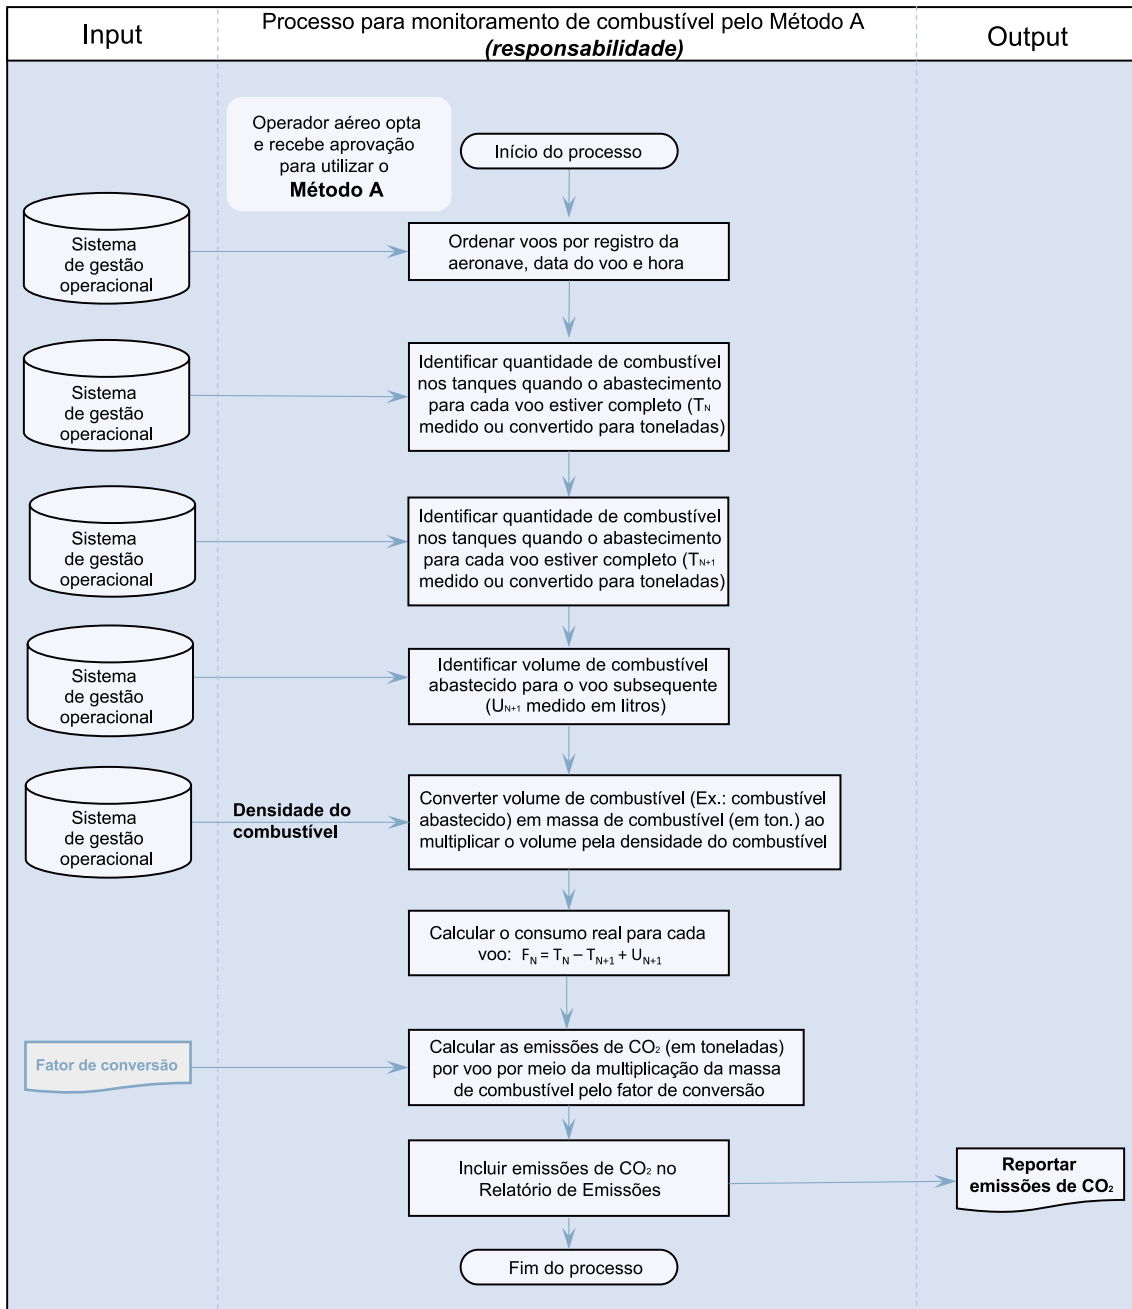 Input
Processo para monitoramento de combustível pelo Método A
(responsabilidade)
Output
Operador aéreo opta
e recebe aprovação
para utilizar o
Método A
Início do processo
Sistema
de gestão
operacional
Ordenar voos por registro da
aeronave, data do voo e hora
Sistema
de gestão
operacional
Identificar quantidade de combustível
nos tanques quando o abastecimento
para cada voo estiver completo (Tɴ
medido ou convertido para toneladas)
Sistema
de gestão
operacional
Identificar quantidade de combustível
nos tanques quando o abastecimento
para cada voo estiver completo (Tɴ₊₁
medido ou convertido para toneladas)
Sistema
de gestão
operacional
Identificar volume de combustível
abastecido para o voo subsequente
(Uɴ₊₁ medido em litros)
Sistema
de gestão
operacional
Densidade do
combustível
Converter volume de combustível (Ex.: combustível
abastecido) em massa de combustível (em ton.) ao
multiplicar o volume pela densidade do combustível
Calcular o consumo real para cada
voo: Fɴ = Tɴ – Tɴ₊₁ + Uɴ₊₁
Fator de conversão
Calcular as emissões de CO₂ (em toneladas)
por voo por meio da multiplicação da massa
de combustível pelo fator de conversão
Incluir emissões de CO₂ no
Relatório de Emissões
Reportar
emissões de CO₂
Fim do processo